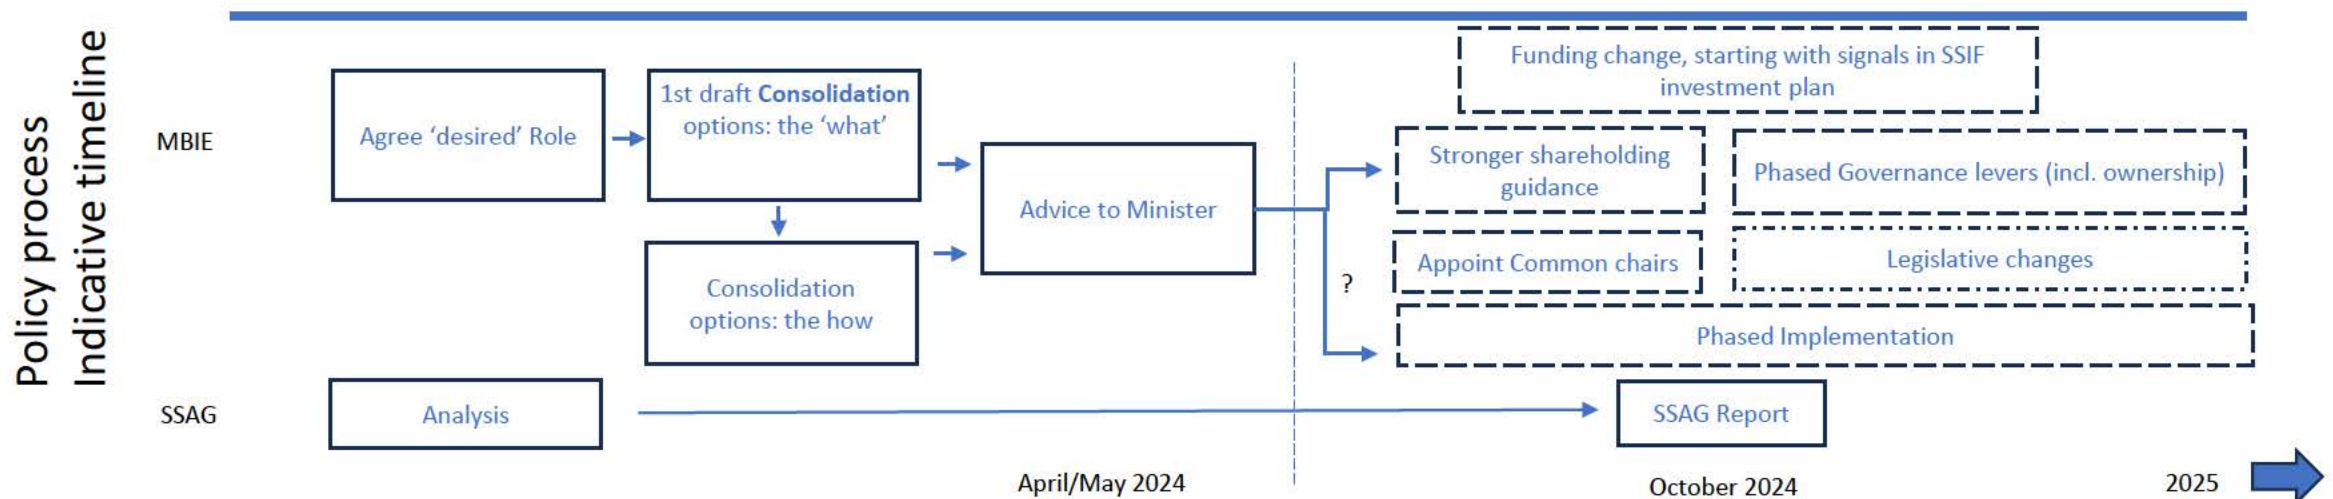 Policy process
Indicative timeline
MBIE
Agree ‘desired’ Role
1st draft Consolidation
options: the ‘what’
Consolidation
options: the how
Advice to Minister
?
Funding change, starting with signals in SSIF
investment plan
Stronger shareholding
guidance
Phased Governance levers (incl. ownership)
Appoint Common chairs
Legislative changes
Phased Implementation
SSAG
Analysis
SSAG Report
April/May 2024
October 2024
2025